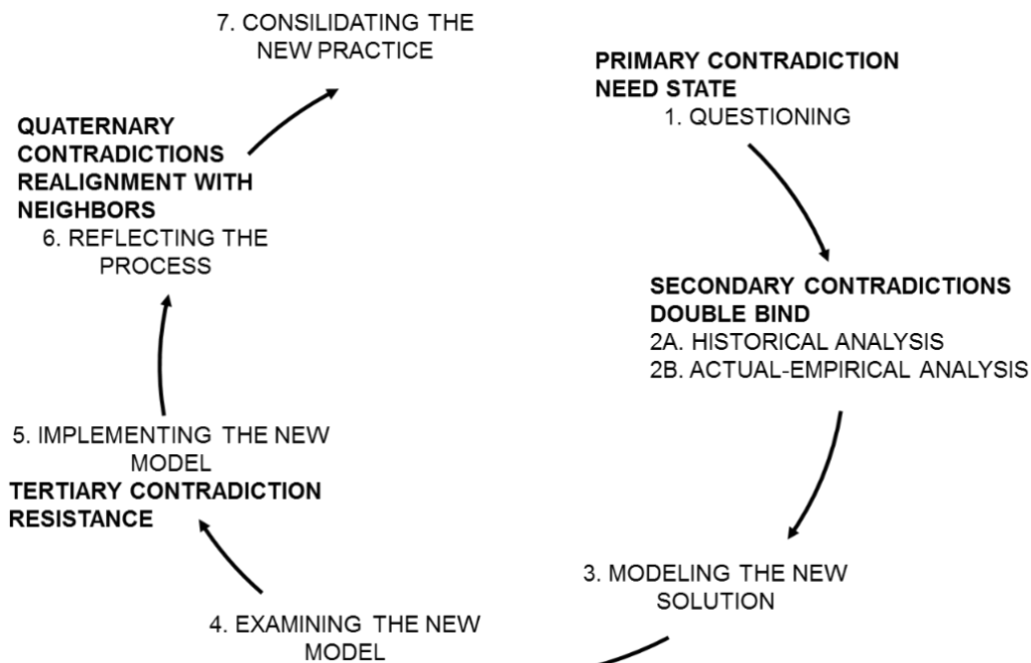 PRIMARY CONTRADICTION
NEED STATE
1. QUESTIONING
SECONDARY CONTRADICTIONS
DOUBLE BIND
2A. HISTORICAL ANALYSIS
2B. ACTUAL-EMPIRICAL ANALYSIS
3. MODELING THE NEW
SOLUTION
4. EXAMINING THE NEW
MODEL
5. IMPLEMENTING THE NEW
MODEL
TERTIARY CONTRADICTION
RESISTANCE
QUATERNARY
CONTRADICTIONS
REALIGNMENT WITH
NEIGHBORS
6. REFLECTING THE
PROCESS
7. CONSILIDATING THE
NEW PRACTICE